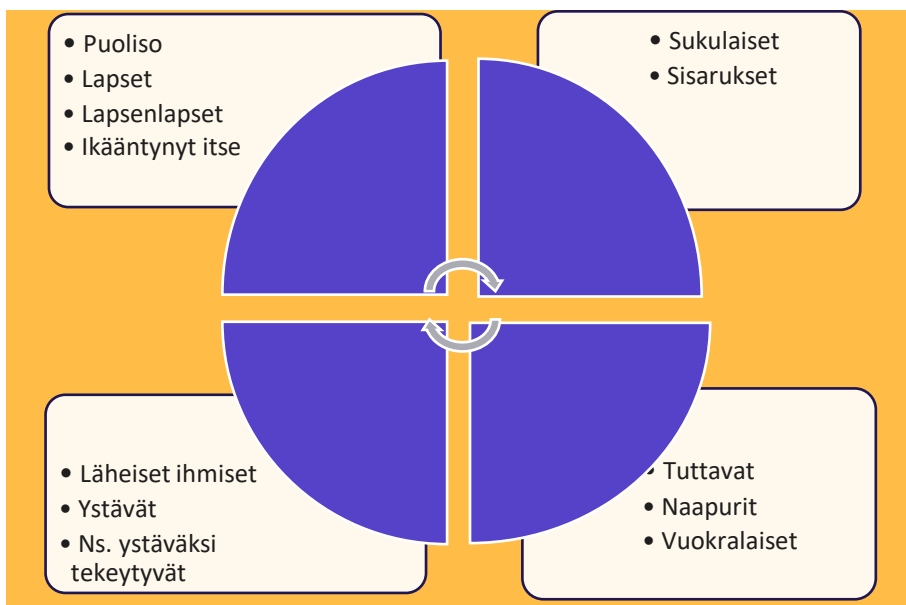 • Puoliso
• Lapset
• Lapsenlapset
• Ikääntynyt itse
• Sukulaiset
• Sisarukset
• Läheiset ihmiset
• Ystävät
• Ns. ystäväksi
tekeytyvät
• Tuttavat
• Naapurit
• Vuokralaiset